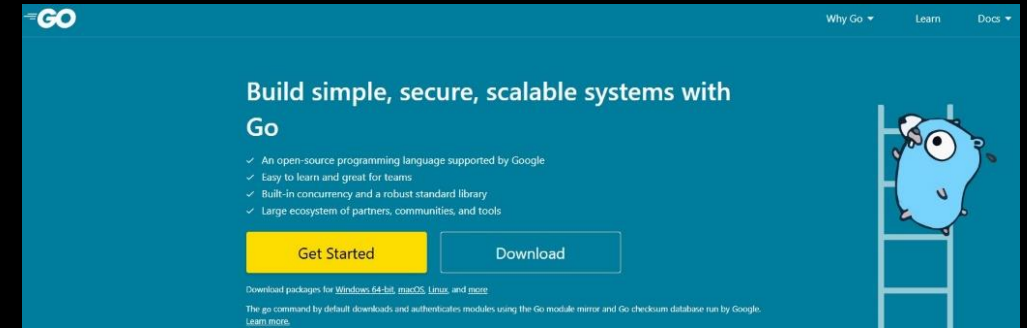 GO
Why Go
Learn
Docs
Build simple, secure, scalable systems with
Go
An open-source programming language supported by Google
Easy to learn and great for teams
Built-in concurrency and a robust standard library
Large ecosystem of partners, communities, and tools
Get Started
Download
Download packages for Windows 64-bit, macOS, Linux, and more
The go command by default downloads and authenticates modules using the Go module mirror and Go checksum database run by Google.
Learn more.